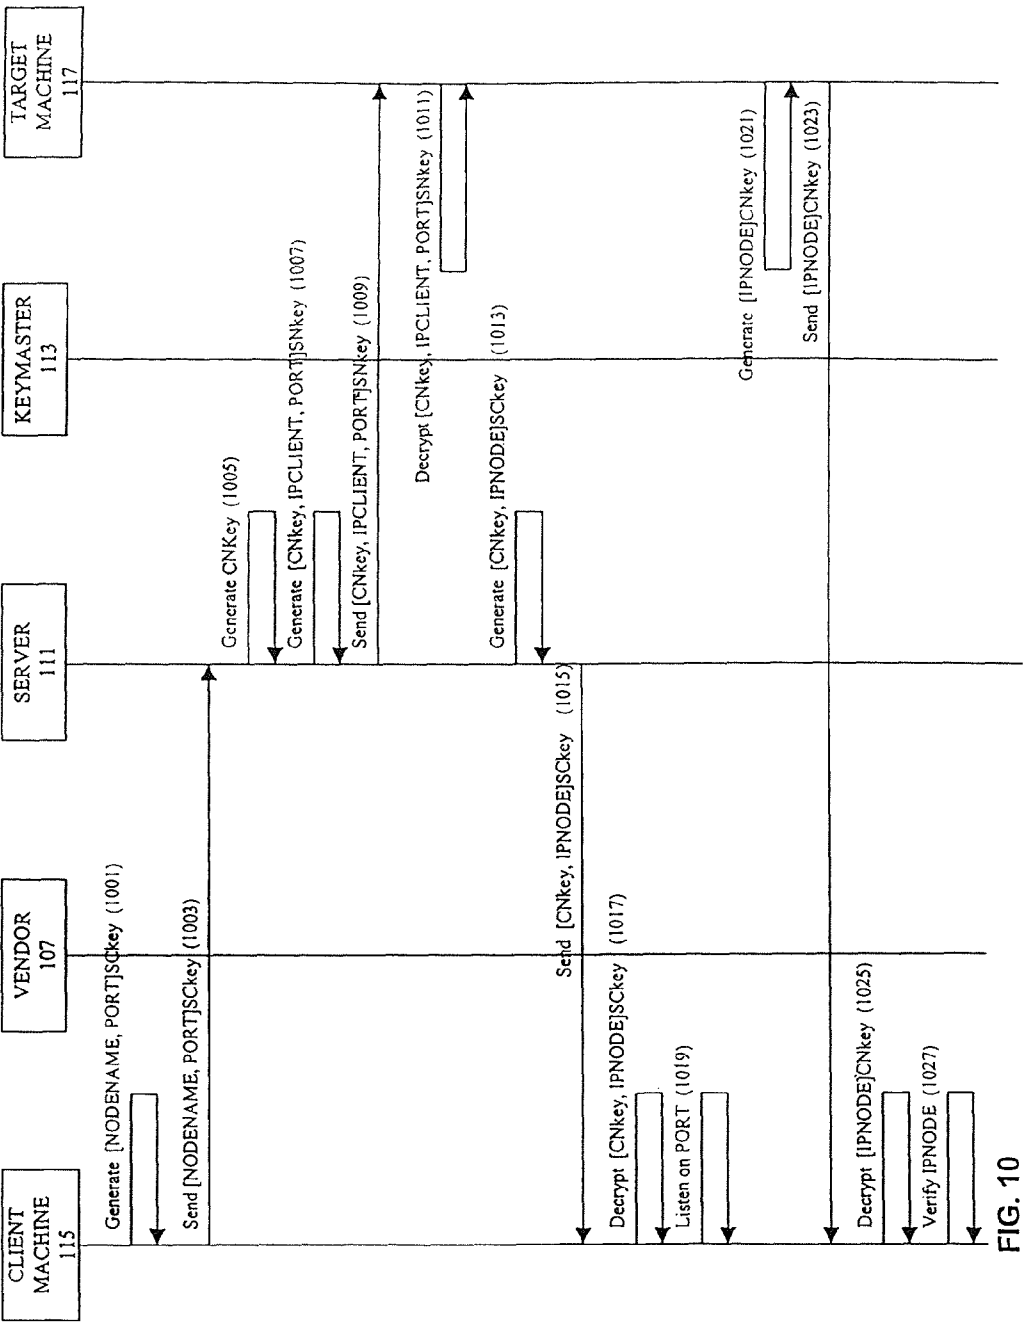 CLIENT
MACHINE
115
VENDOR
107
SERVER
111
KEYMASTER
113
TARGET
MACHINE
117
Generate [NODENAME, PORT]SCkey (1001)
Send [NODENAME, PORT]SCkey (1003)
Generate CNKey (1005)
Generate [CNkey, IPCLIENT, PORT]SNkey (1007)
Send [CNkey, IPCLIENT, PORT]SNkey (1009)
Decrypt [CNkey, IPCLIENT, PORT]SNkey (1011)
Generate [CNkey, IPNODE]SCkey (1013)
Send [CNkey, IPNODE]SCkey (1015)
Decrypt [CNkey, IPNODE]SCkey (1017)
Listen on PORT (1019)
Generate [IPNODE]CNkey (1021)
Send [IPNODE]CNkey (1023)
Decrypt [IPNODE]CNkey (1025)
Verify IPNODE (1027)
FIG. 10